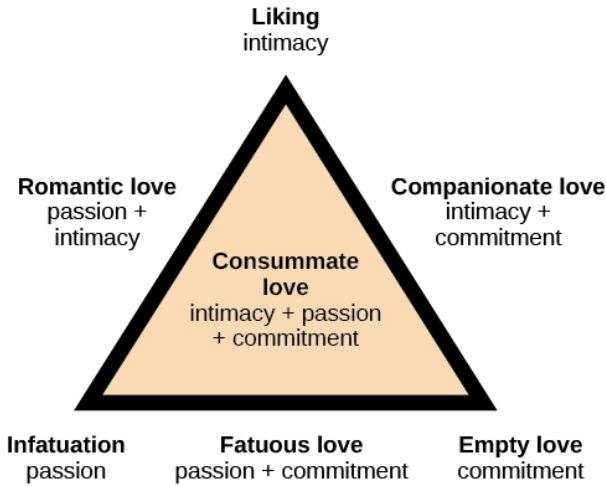 Liking
intimacy
Romantic love
passion +
intimacy
Companionate love
intimacy +
commitment
Consummate
love
intimacy + passion
+ commitment
Infatuation
passion
Fatuous love
passion + commitment
Empty love
commitment